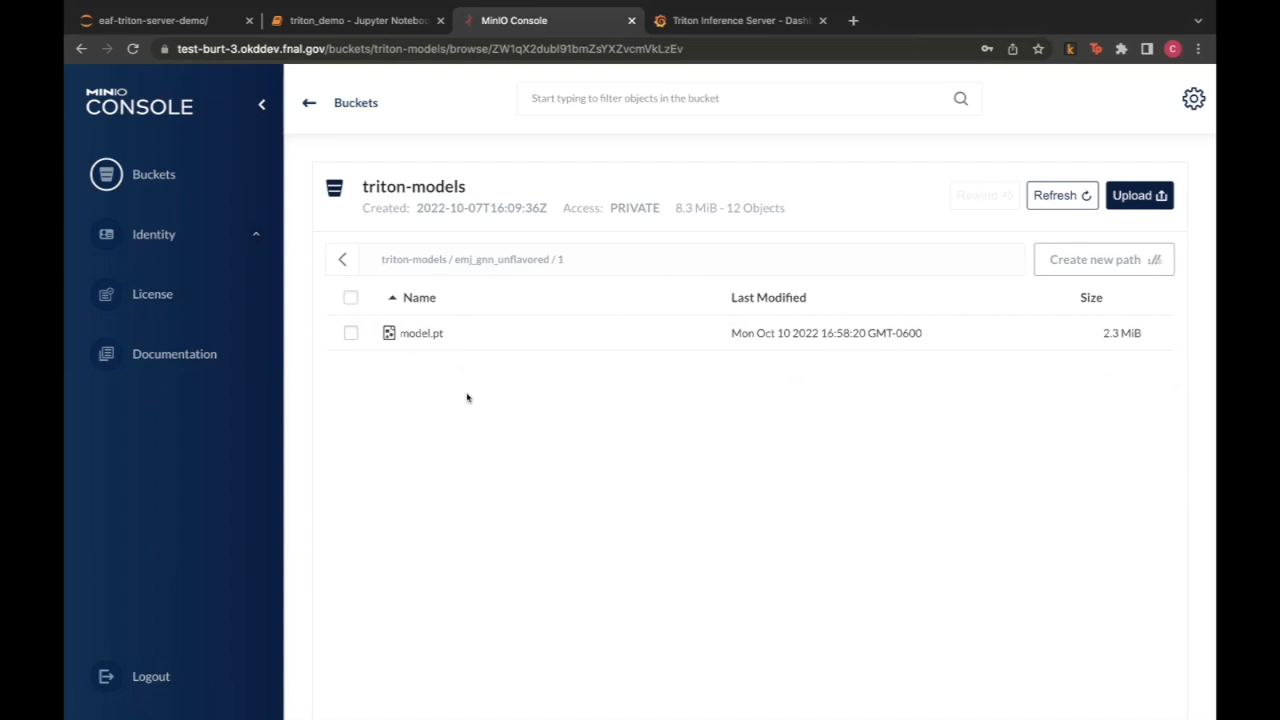 eaf-triton-server-demo/
triton_demo - Jupyter Noteboo
MinIO Console
Triton Inference Server - Dash
test-burt-3.okddev.fnal.gov/buckets/triton-models/browse/ZW1qX2dubl91bmZsYXZvcmVkLzEv
k
Tp
C
MINIO
CONSOLE
Buckets
Identity
License
Documentation
Logout
Buckets
Start typing to filter objects in the bucket
triton-models
Created: 2022-10-07T16:09:36Z Access: PRIVATE 8.3 MiB - 12 Objects
Rewind
Refresh
Upload
triton-models / emj_gnn_unflavored / 1
Create new path
Name Last Modified Size
model.pt Mon Oct 10 2022 16:58:20 GMT-0600 2.3 MiB